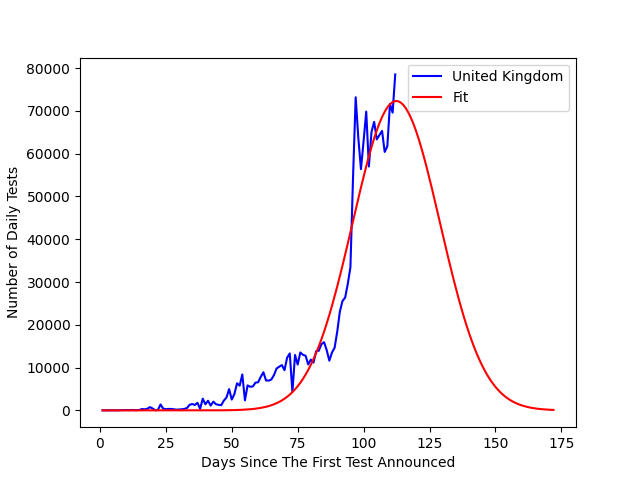 80000
70000
60000
50000
40000
30000
20000
10000
0
Number of Daily Tests
United Kingdom
Fit
0 25 50 75 100 125 150 175
Days Since The First Test Announced